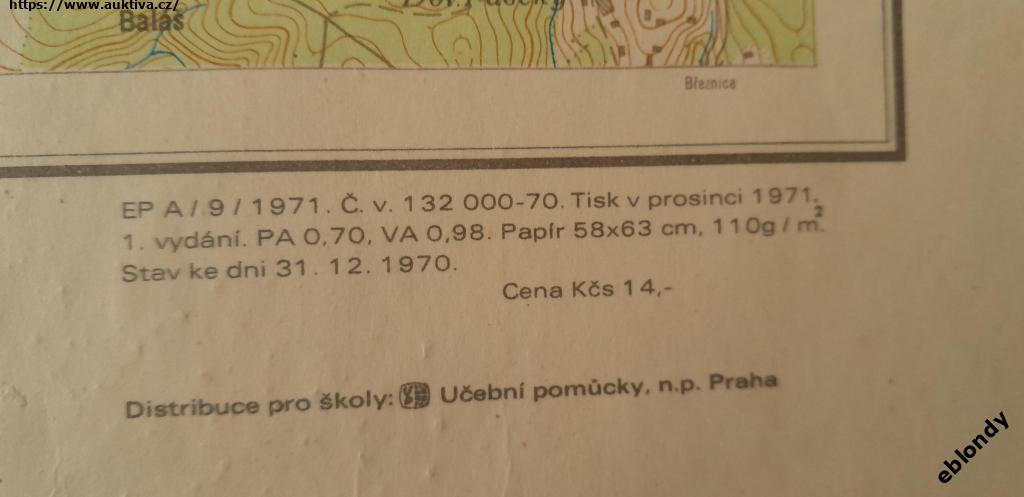 https://www.auktiva.cz/
Baláš
Březnice
EP A / 9 / 1971. Č. v. 132 000-70. Tisk v prosinci 1971.
1. vydání. PA 0,70, VA 0,98. Papír 58x63 cm, 110g / m².
Stav ke dni 31. 12. 1970.
Cena Kčs 14,-
Distribuce pro školy: Učební pomůcky, n.p. Praha
eblondy